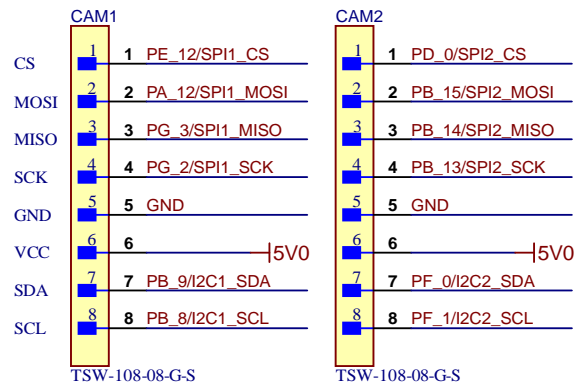 CAM1 CAM2
CS 1 1 PE_12/SPI1_CS 1 1 PD_0/SPI2_CS
MOSI 2 2 PA_12/SPI1_MOSI 2 2 PB_15/SPI2_MOSI
MISO 3 3 PG_3/SPI1_MISO 3 3 PB_14/SPI2_MISO
SCK 4 4 PG_2/SPI1_SCK 4 4 PB_13/SPI2_SCK
GND 5 5 GND 5 5 GND
VCC 6 6 5V0 6 6 5V0
SDA 7 7 PB_9/I2C1_SDA 7 7 PF_0/I2C2_SDA
SCL 8 8 PB_8/I2C1_SCL 8 8 PF_1/I2C2_SCL
TSW-108-08-G-S TSW-108-08-G-S